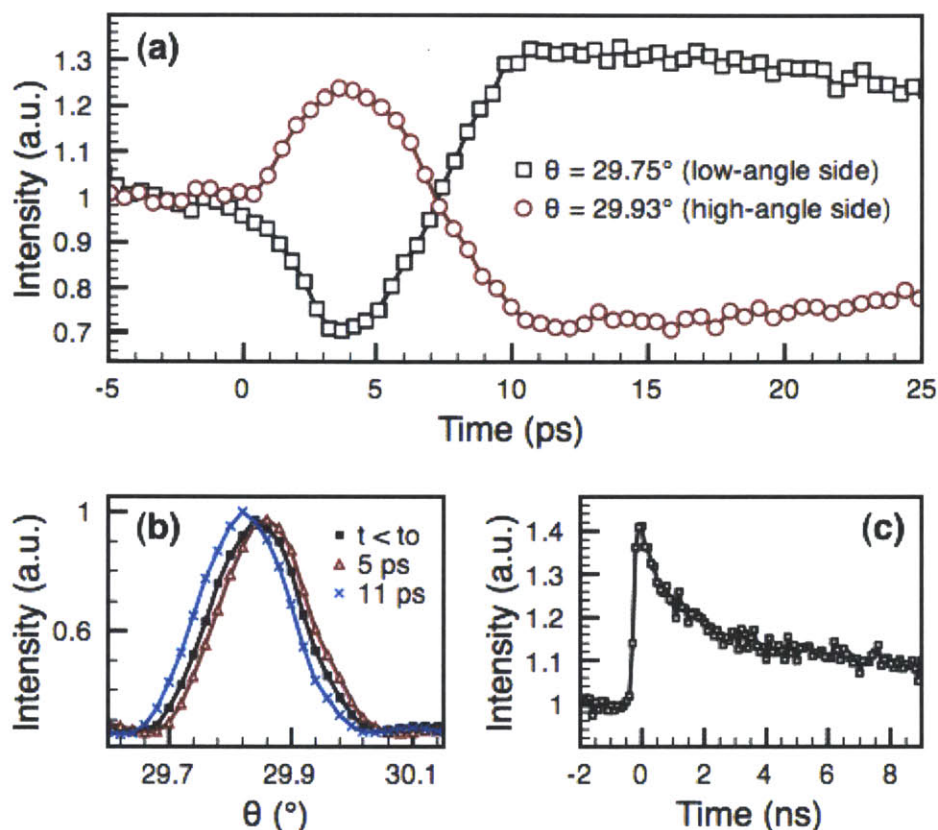 (a)
Intensity (a.u.)
1.3
1.2
1.1
1
0.9
0.8
0.7
θ = 29.75° (low-angle side)
θ = 29.93° (high-angle side)
-5 0 5 10 15 20 25
Time (ps)
(b)
Intensity (a.u.)
1
0.6
t < to
5 ps
11 ps
29.7 29.9 30.1
θ (°)
(c)
Intensity (a.u.)
1.4
1.3
1.2
1.1
1
-2 0 2 4 6 8
Time (ns)